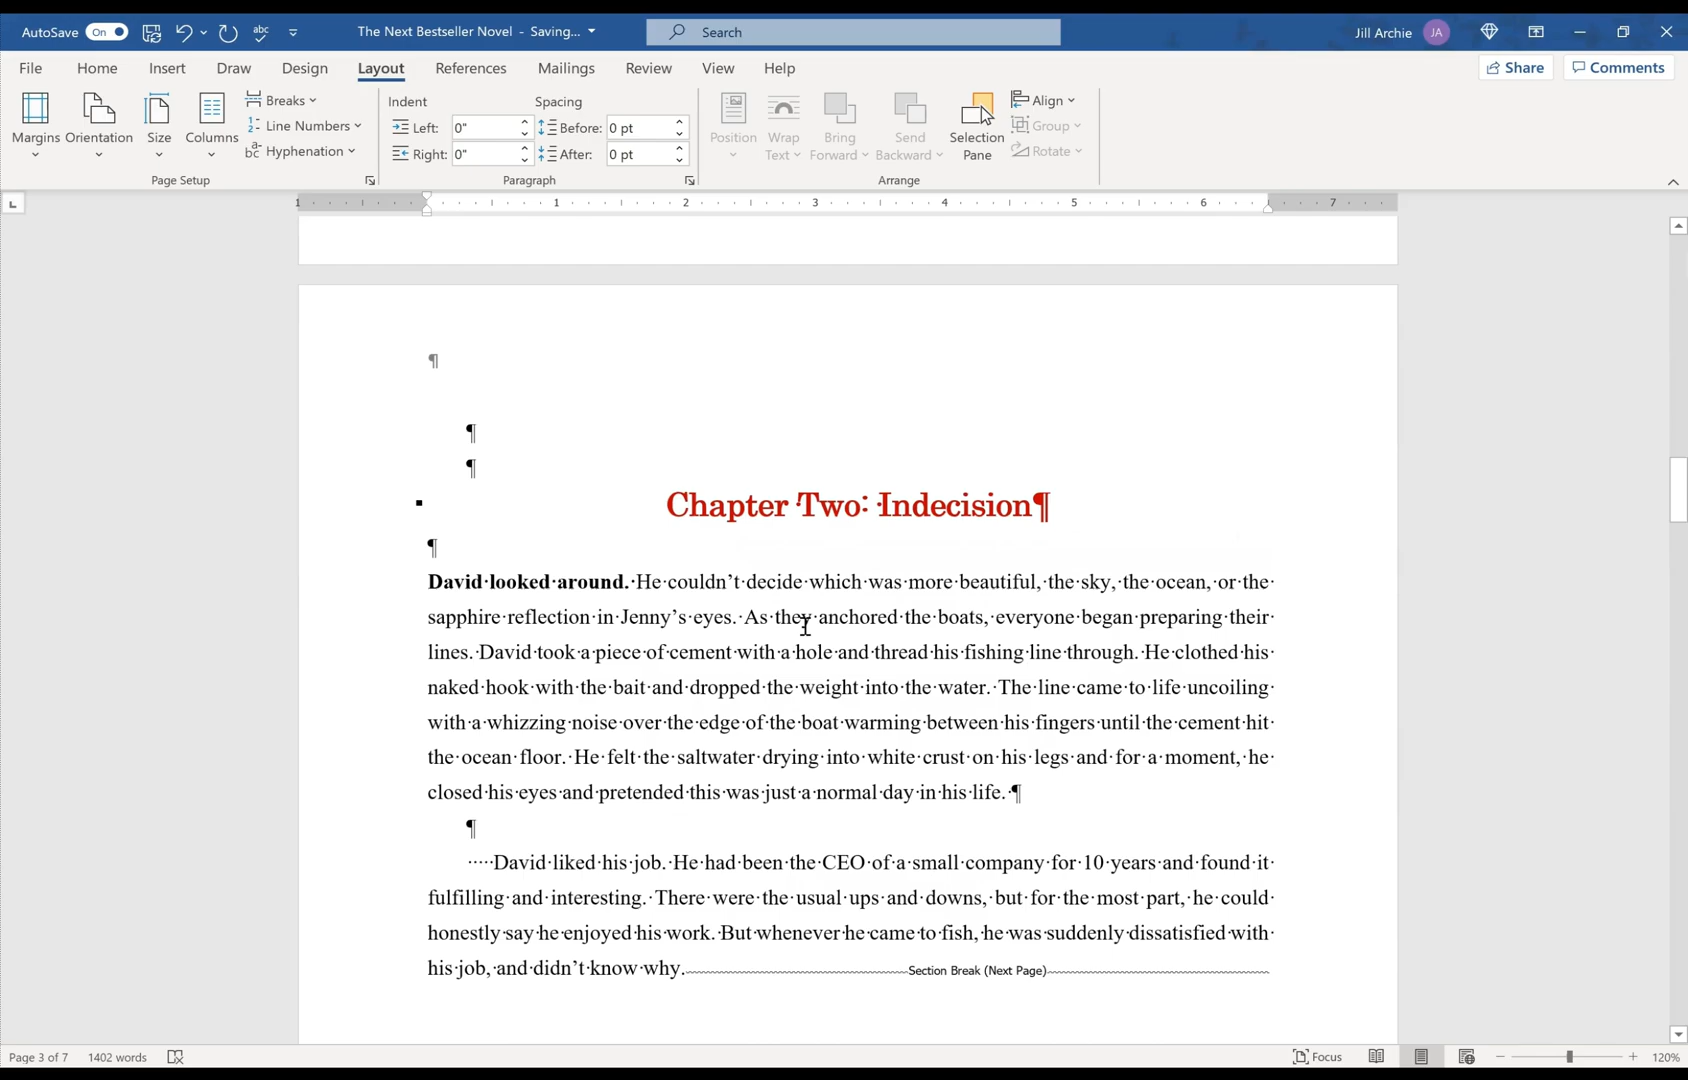 AutoSave On abc The Next Bestseller Novel - Saving... Search Jill Archie JA
File Home Insert Draw Design Layout References Mailings Review View Help Share Comments
Margins Orientation Size Columns
Breaks
Line Numbers
Hyphenation
Page Setup
Indent Spacing
Left: 0" Before: 0 pt
Right: 0" After: 0 pt
Paragraph
Position Wrap Text Bring Forward Send Backward Selection Pane
Align
Group
Rotate
Arrange
1 1 2 3 4 5 6 7
¶
¶
¶
Chapter·Two:·Indecision¶
¶
David·looked·around.·He·couldn’t·decide·which·was·more·beautiful,·the·sky,·the·ocean,·or·the·
sapphire·reflection·in·Jenny’s·eyes.··As·they·anchored·the·boats,·everyone·began·preparing·their·
lines.··David·took·a·piece·of·cement·with·a·hole·and·thread·his·fishing·line·through.·He·clothed·his·
naked·hook·with·the·bait·and·dropped·the·weight·into·the·water.··The·line·came·to·life·uncoiling·
with·a·whizzing·noise·over·the·edge·of·the·boat·warming·between·his·fingers·until·the·cement·hit·
the·ocean·floor.··He·felt·the·saltwater·drying·into·white·crust·on·his·legs·and·for·a·moment,·he·
closed·his·eyes·and·pretended·this·was·just·a·normal·day·in·his·life.··¶
¶
·····David·liked·his·job.·He·had·been·the·CEO·of·a·small·company·for·10·years·and·found·it·
fulfilling·and·interesting.··There·were·the·usual·ups·and·downs,·but·for·the·most·part,·he·could·
honestly·say·he·enjoyed·his·work.··But·whenever·he·came·to·fish,·he·was·suddenly·dissatisfied·with·
his·job,·and·didn’t·know·why. Section Break (Next Page)
Page 3 of 7 1402 words Focus 120%